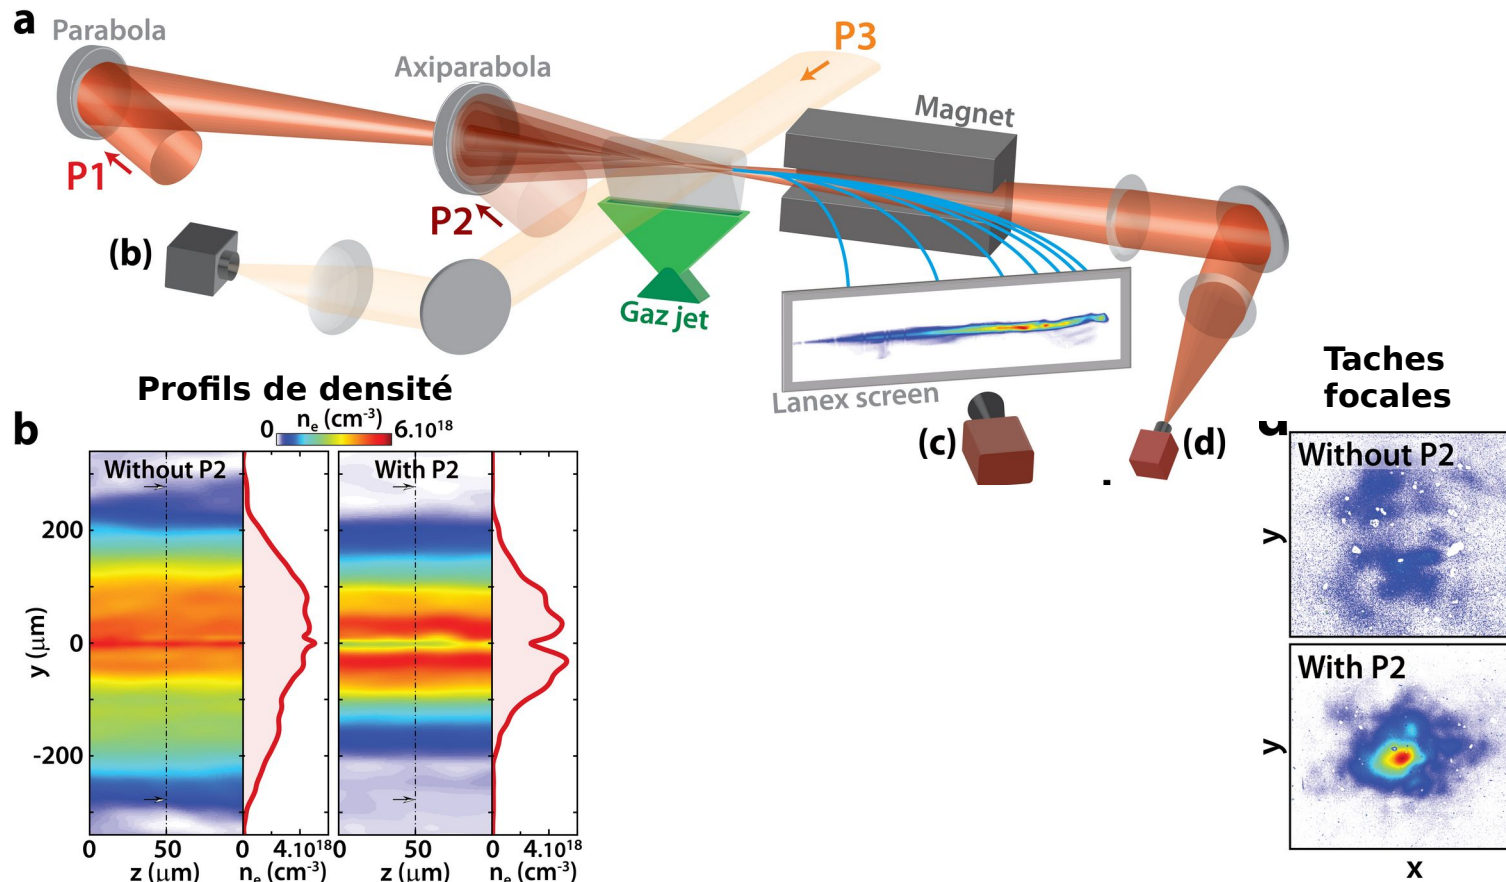 a
Parabola
Axiparabola
P3
Magnet
P1
P2
(b)
Gaz jet
Lanex screen
(c)
(d)
Profils de densité
Taches
focales
b
0 nₑ (cm⁻³) 6.10¹⁸
Without P2
With P2
200
0
-200
y (μm)
0 50 0 4.10¹⁸ 0 50 0 4.10¹⁸
z (μm) nₑ (cm⁻³) z (μm) nₑ (cm⁻³)
Without P2
y
With P2
y
x